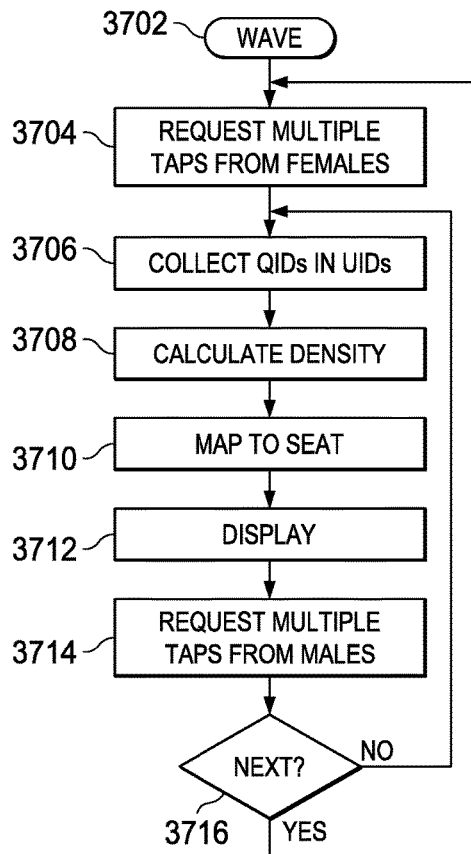 3702
WAVE
3704
REQUEST MULTIPLE
TAPS FROM FEMALES
3706
COLLECT QIDs IN UIDs
3708
CALCULATE DENSITY
3710
MAP TO SEAT
3712
DISPLAY
3714
REQUEST MULTIPLE
TAPS FROM MALES
NEXT?
NO
3716
YES